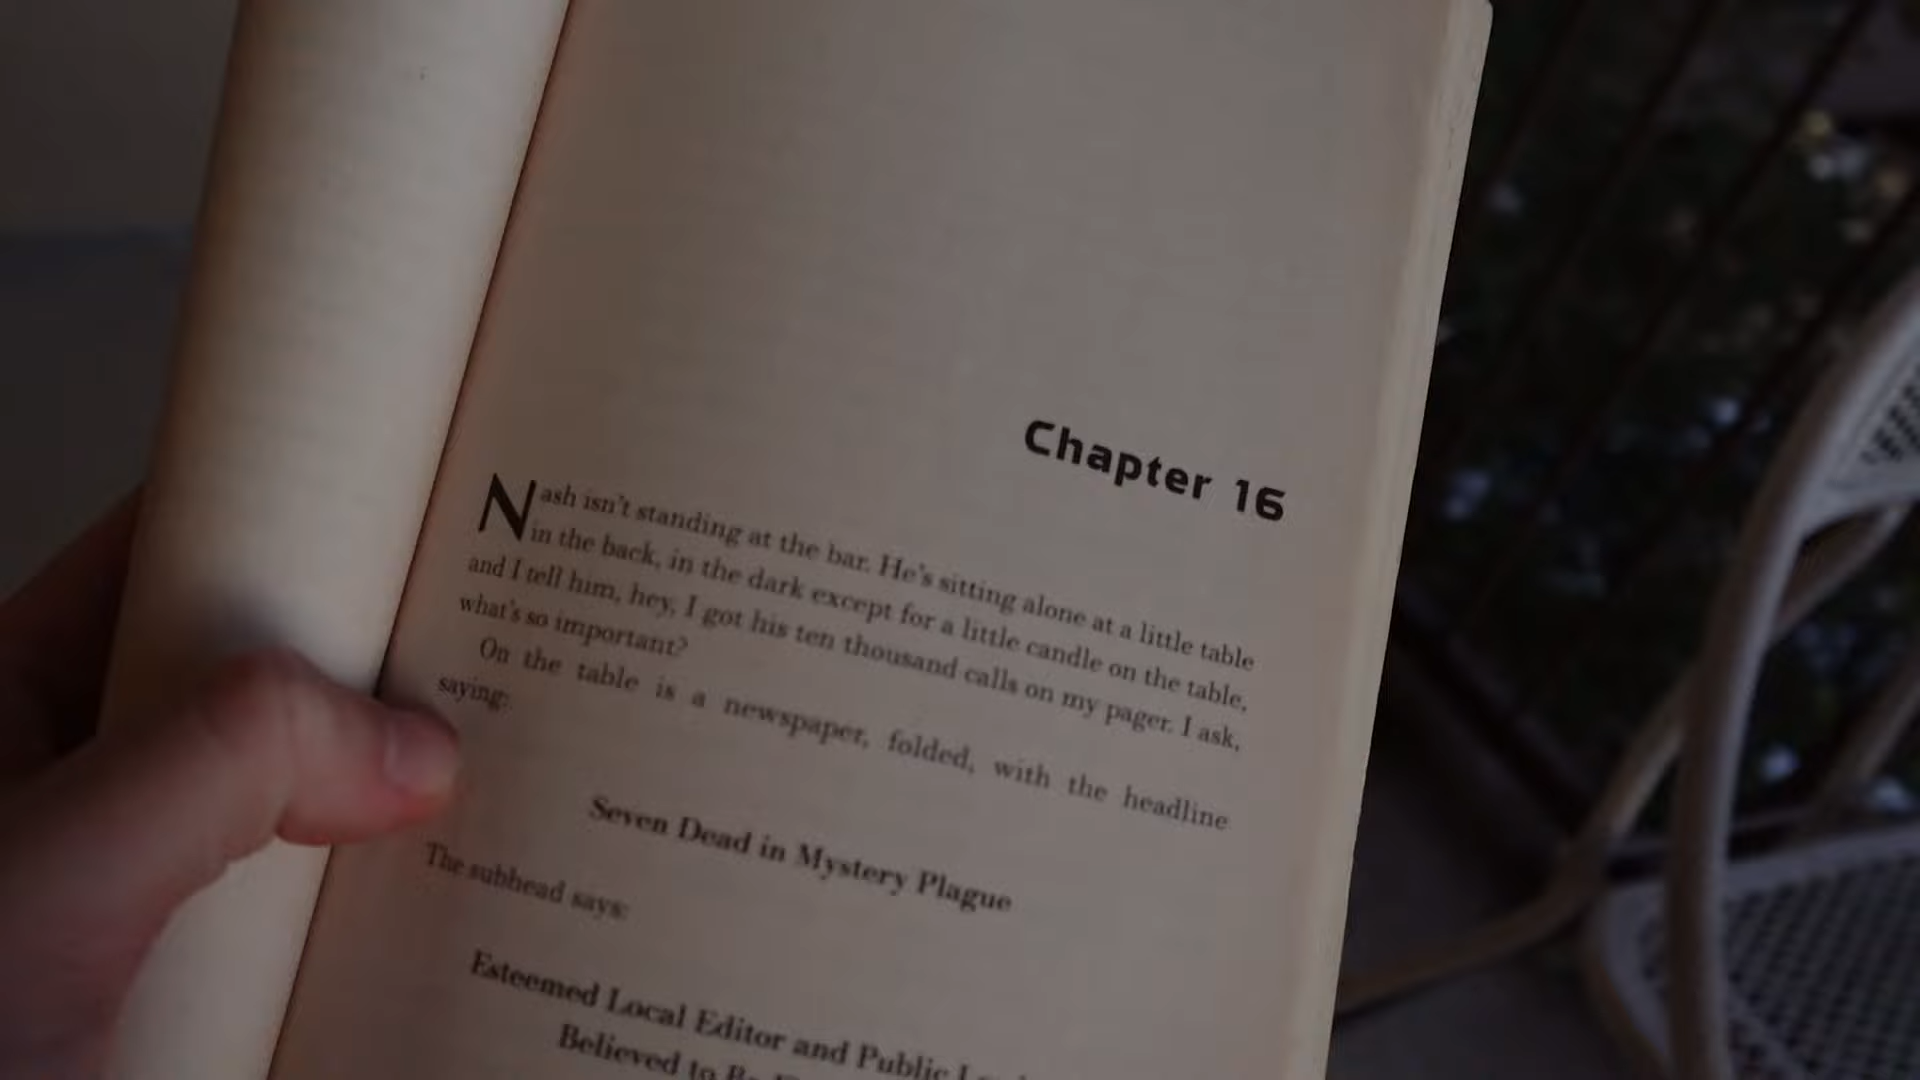 Chapter 16
Nash isn't standing at the bar. He's sitting alone at a little table
in the back, in the dark except for a little candle on the table,
and I tell him, hey, I got his ten thousand calls on my pager. I ask,
what's so important?
On the table is a newspaper, folded, with the headline
saying:
Seven Dead in Mystery Plague
The subhead says:
Esteemed Local Editor and Public
Believed to Be